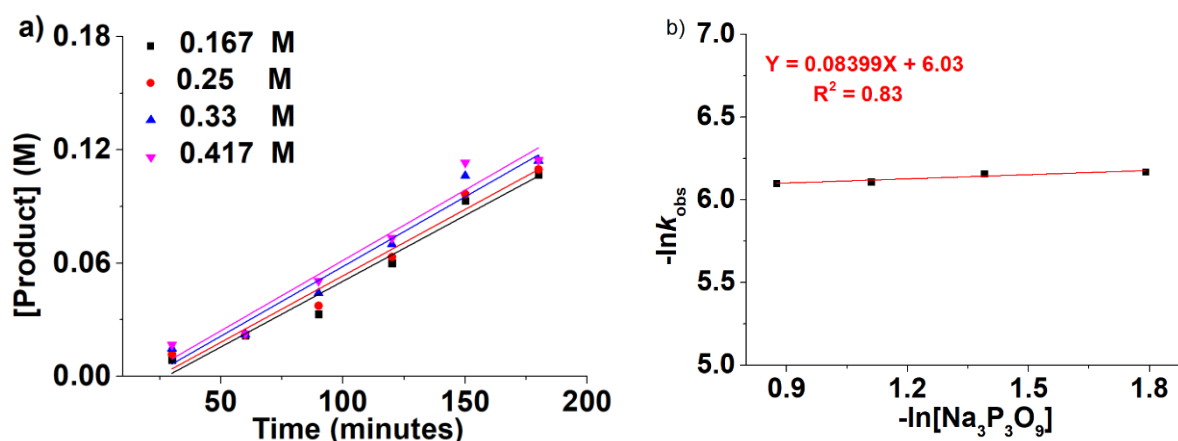 a)
0.167 M
0.25 M
0.33 M
0.417 M
[Product] (M)
0.18
0.12
0.06
0.00
50 100 150 200
Time (minutes)
b)
Y = 0.08399X + 6.03
R² = 0.83
-lnk_obs
7.0
6.5
6.0
5.5
5.0
0.9 1.2 1.5 1.8
-ln[Na₃P₃O₉]